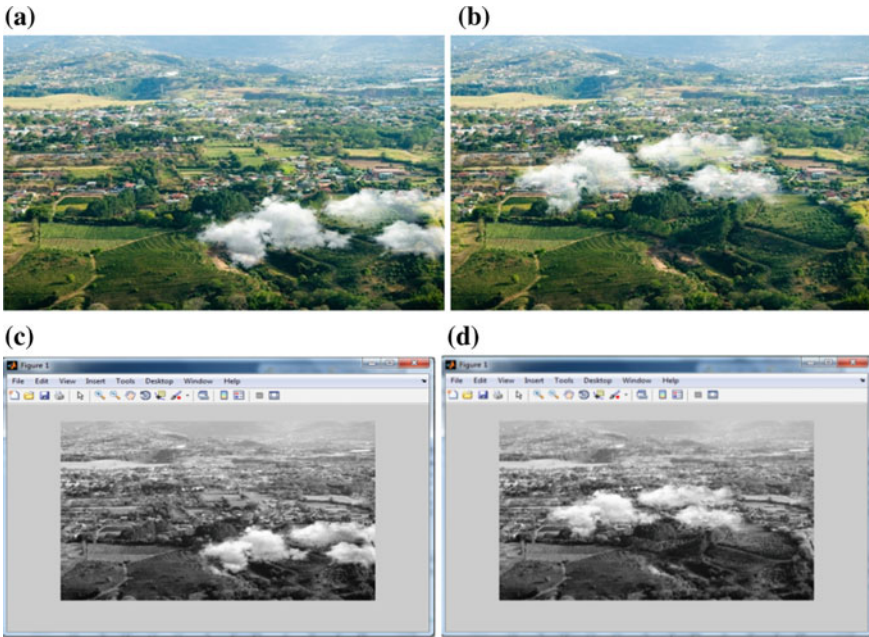 (a)
(b)
(c)
(d)
Figure 1
File Edit View Insert Tools Desktop Window Help
Figure 1
File Edit View Insert Tools Desktop Window Help